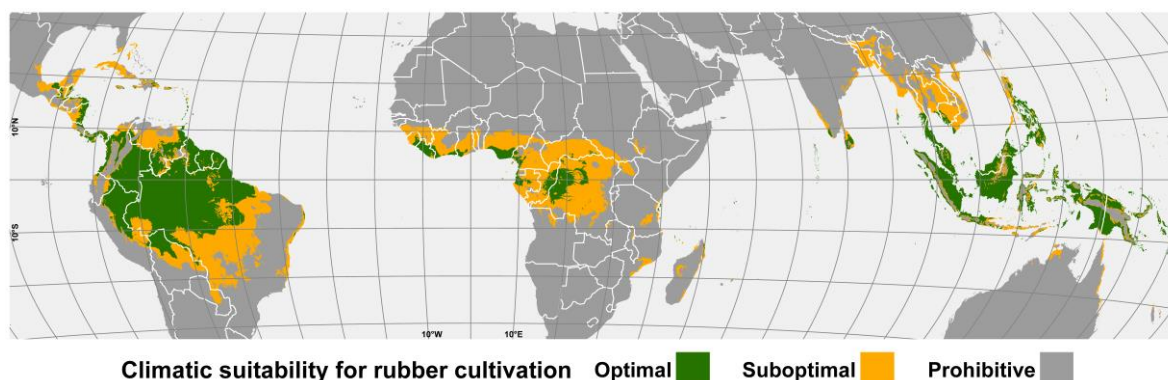 10°N
10°S
10°W 10°E
Climatic suitability for rubber cultivation Optimal Suboptimal Prohibitive